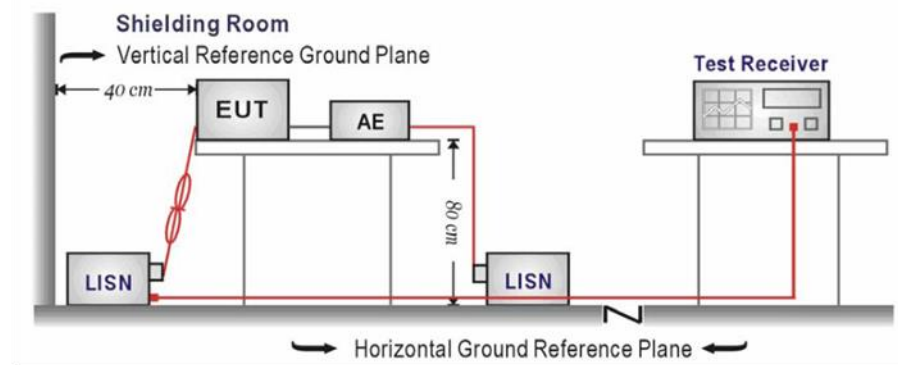 Shielding Room
Vertical Reference Ground Plane
40 cm
EUT
AE
Test Receiver
80 cm
LISN
LISN
Horizontal Ground Reference Plane